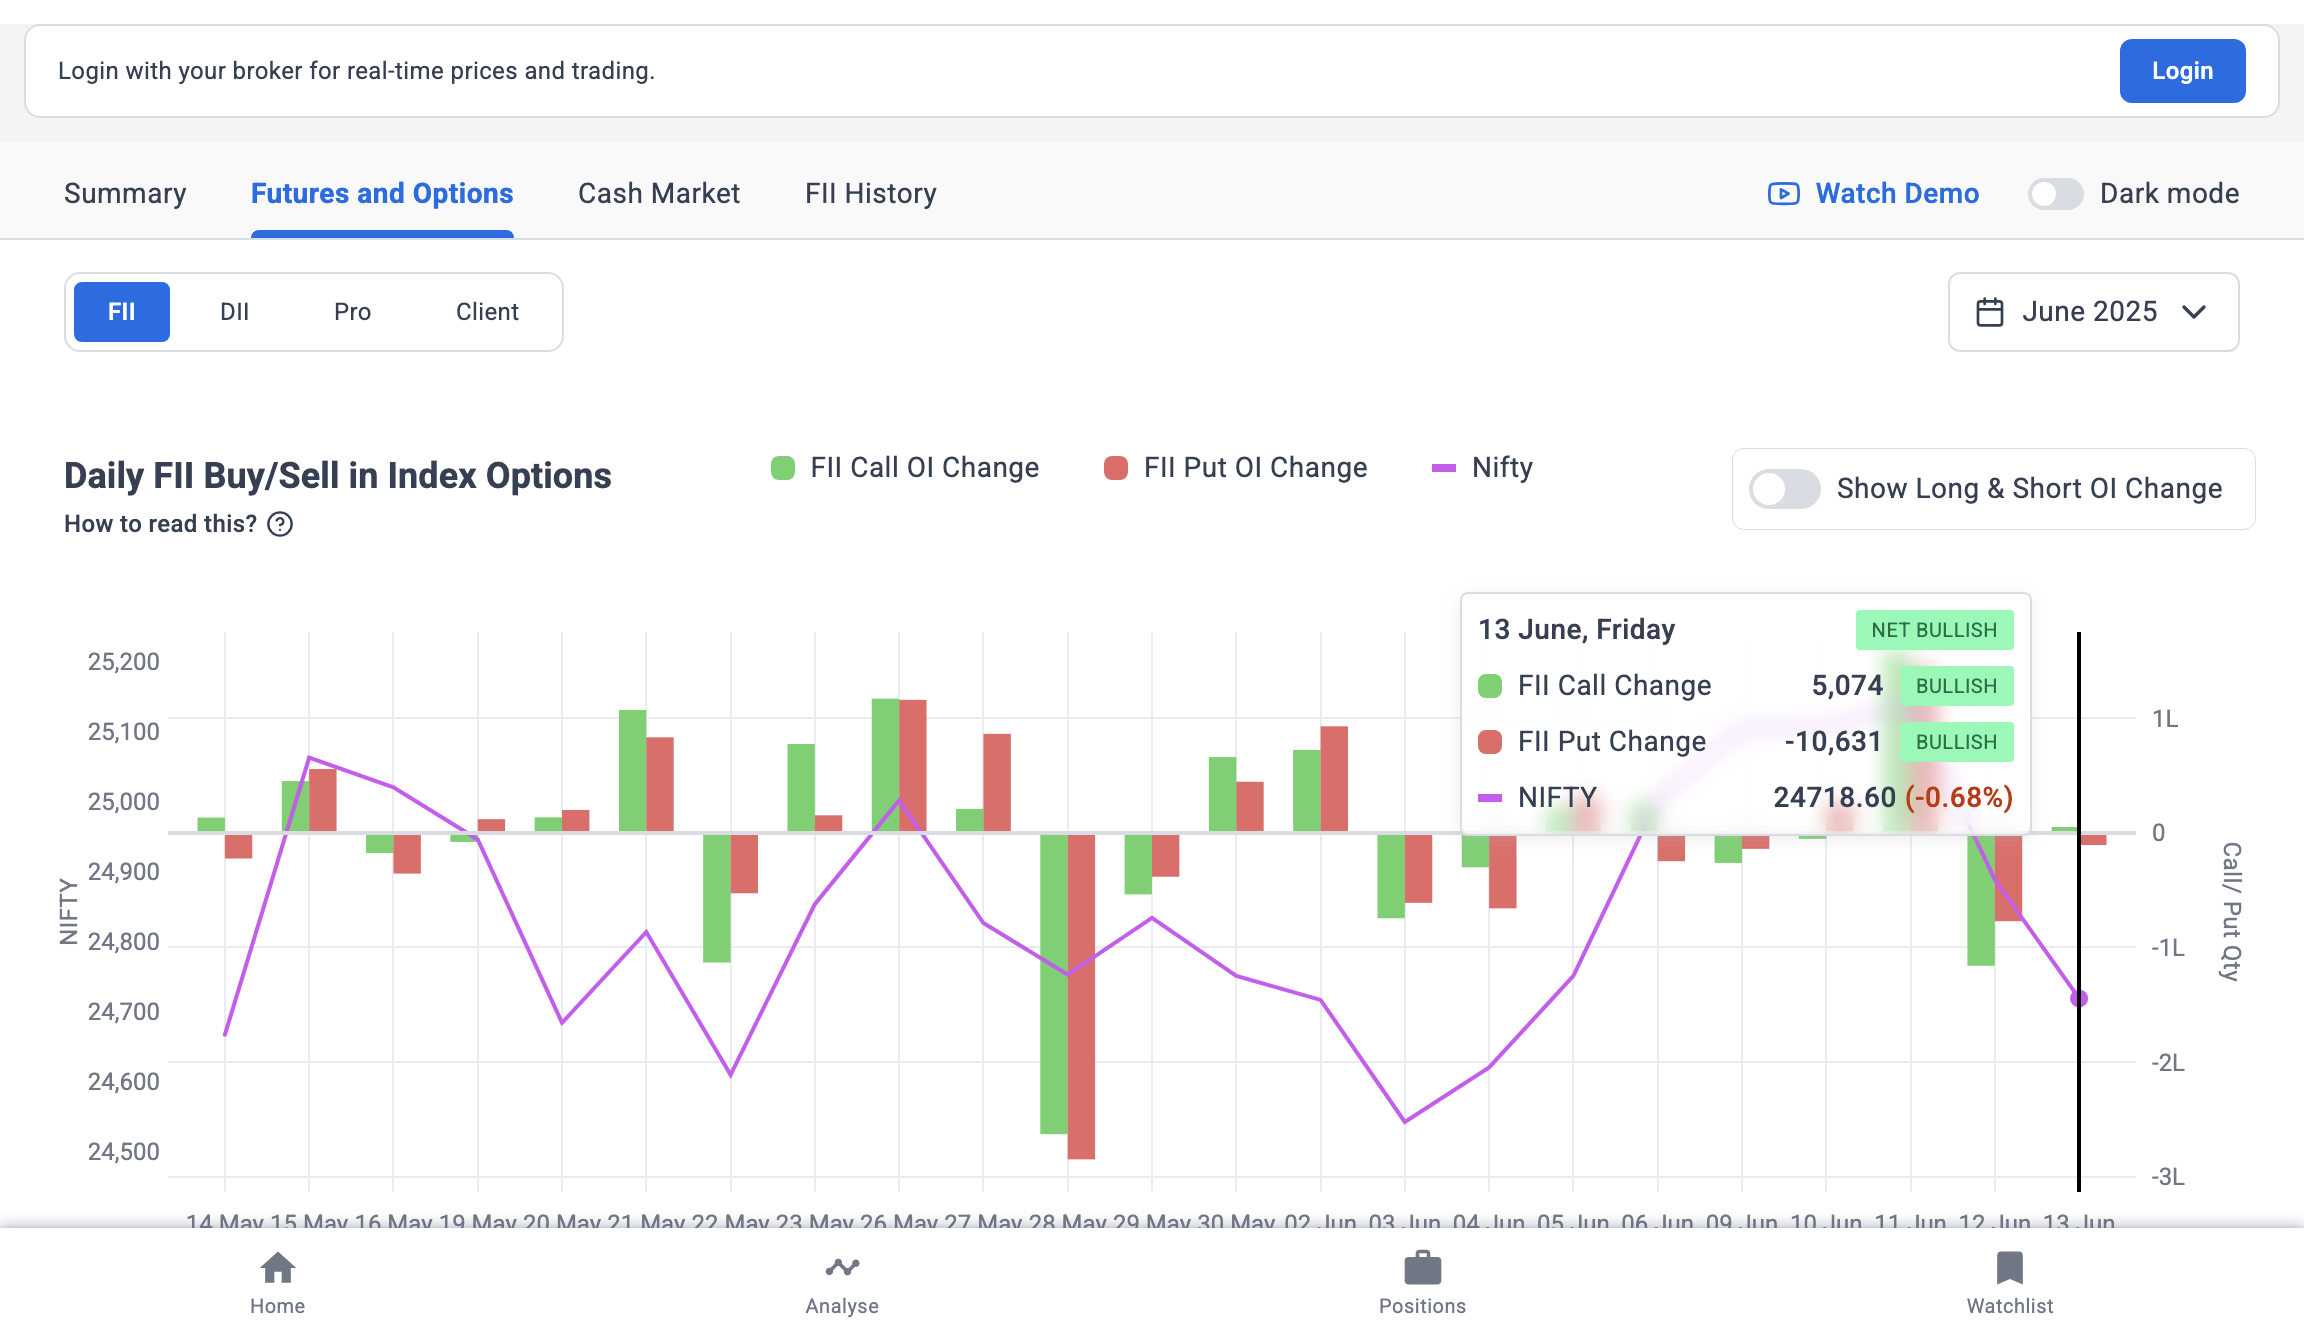 Login with your broker for real-time prices and trading.
Login
Summary
Futures and Options
Cash Market
FII History
Watch Demo
Dark mode
FII
DII
Pro
Client
June 2025
Daily FII Buy/Sell in Index Options
How to read this?
FII Call OI Change
FII Put OI Change
Nifty
Show Long & Short OI Change
13 June, Friday NET BULLISH
FII Call Change 5,074 BULLISH
FII Put Change -10,631 BULLISH
NIFTY 24718.60 (-0.68%)
25,200
25,100
25,000
24,900
24,800
24,700
24,600
24,500
NIFTY
1L
0
-1L
-2L
-3L
Call/ Put Qty
14 May 15 May 16 May 19 May 20 May 21 May 22 May 23 May 26 May 27 May 28 May 29 May 30 May 02 Jun 03 Jun 04 Jun 05 Jun 06 Jun 09 Jun 10 Jun 11 Jun 12 Jun 13 Jun
Home
Analyse
Positions
Watchlist